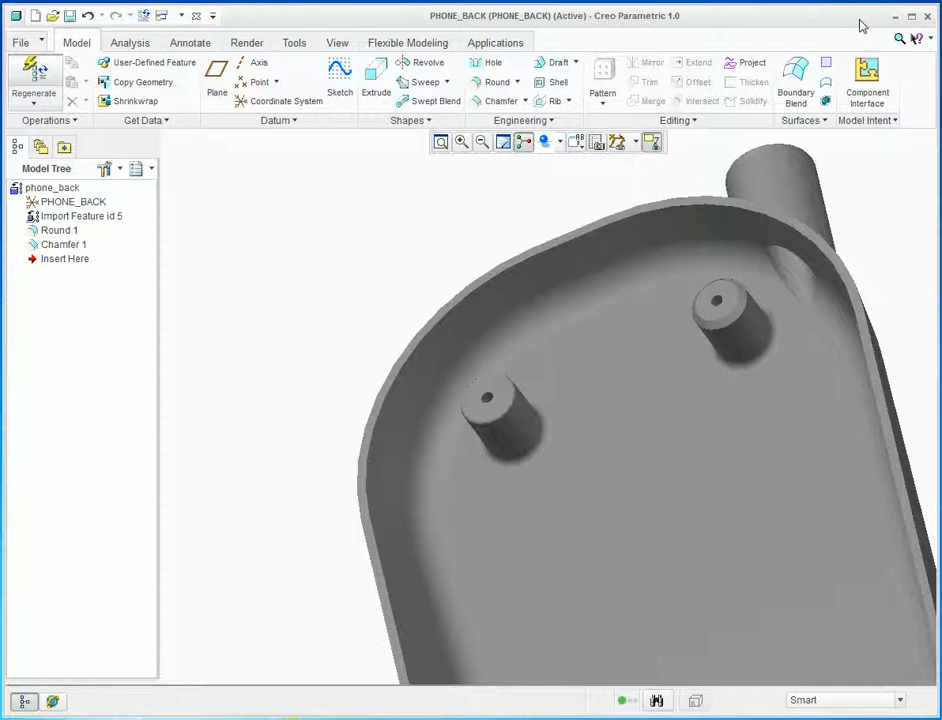 PHONE_BACK (PHONE_BACK) (Active) - Creo Parametric 1.0
File Model Analysis Annotate Render Tools View Flexible Modeling Applications
Regenerate
User-Defined Feature
Copy Geometry
Shrinkwrap
Plane
Axis
Point
Coordinate System
Sketch
Extrude
Revolve
Sweep
Swept Blend
Hole
Round
Chamfer
Draft
Shell
Rib
Pattern
Mirror
Trim
Merge
Extend
Offset
Intersect
Project
Thicken
Solidify
Boundary
Blend
Component
Interface
Operations Get Data Datum Shapes Engineering Editing Surfaces Model Intent
Model Tree
phone_back
PHONE_BACK
Import Feature id 5
Round 1
Chamfer 1
Insert Here
Smart